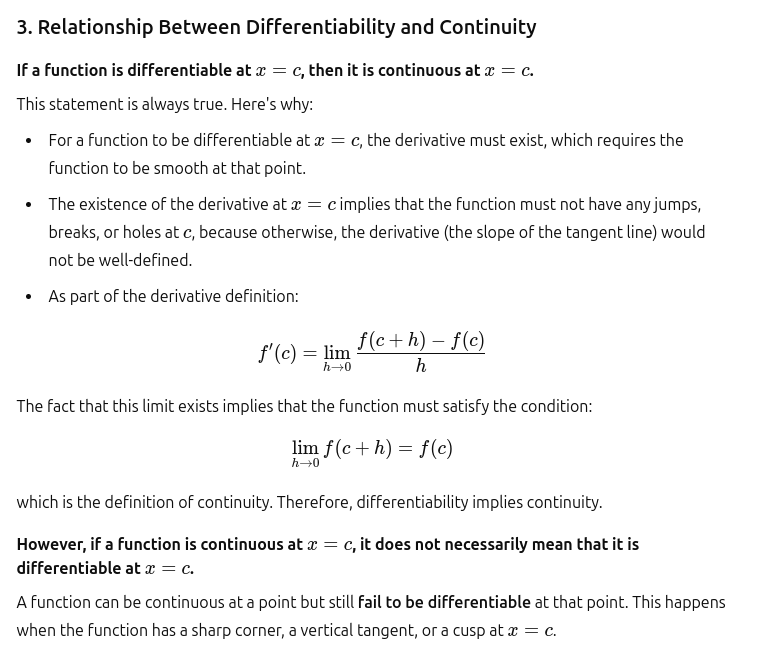 3. Relationship Between Differentiability and Continuity
If a function is differentiable at x = c, then it is continuous at x = c.
This statement is always true. Here's why:
• For a function to be differentiable at x = c, the derivative must exist, which requires the
function to be smooth at that point.
• The existence of the derivative at x = c implies that the function must not have any jumps,
breaks, or holes at c, because otherwise, the derivative (the slope of the tangent line) would
not be well-defined.
• As part of the derivative definition:
f′(c) = lim h→0 (f(c + h) − f(c)) / h
The fact that this limit exists implies that the function must satisfy the condition:
lim h→0 f(c + h) = f(c)
which is the definition of continuity. Therefore, differentiability implies continuity.
However, if a function is continuous at x = c, it does not necessarily mean that it is
differentiable at x = c.
A function can be continuous at a point but still fail to be differentiable at that point. This happens
when the function has a sharp corner, a vertical tangent, or a cusp at x = c.